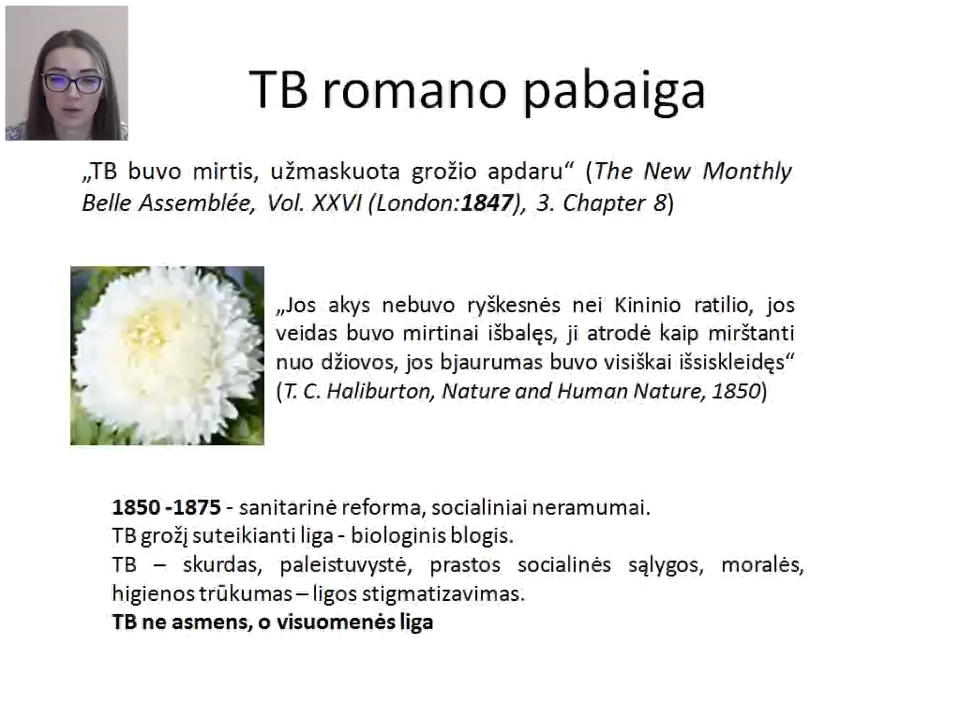 TB romano pabaiga
„TB buvo mirtis, užmaskuota grožio apdaru“ (The New Monthly
Belle Assemblée, Vol. XXVI (London:1847), 3. Chapter 8)
„Jos akys nebuvo ryškesnės nei Kininio ratilio, jos
veidas buvo mirtinai išbalęs, ji atrodė kaip mirštanti
nuo džiovos, jos bjaurumas buvo visiškai išsiskleidęs“
(T. C. Haliburton, Nature and Human Nature, 1850)
1850 -1875 - sanitarinė reforma, socialiniai neramumai.
TB grožį suteikianti liga - biologinis blogis.
TB – skurdas, paleistuvystė, prastos socialinės sąlygos, moralės,
higienos trūkumas – ligos stigmatizavimas.
TB ne asmens, o visuomenės liga